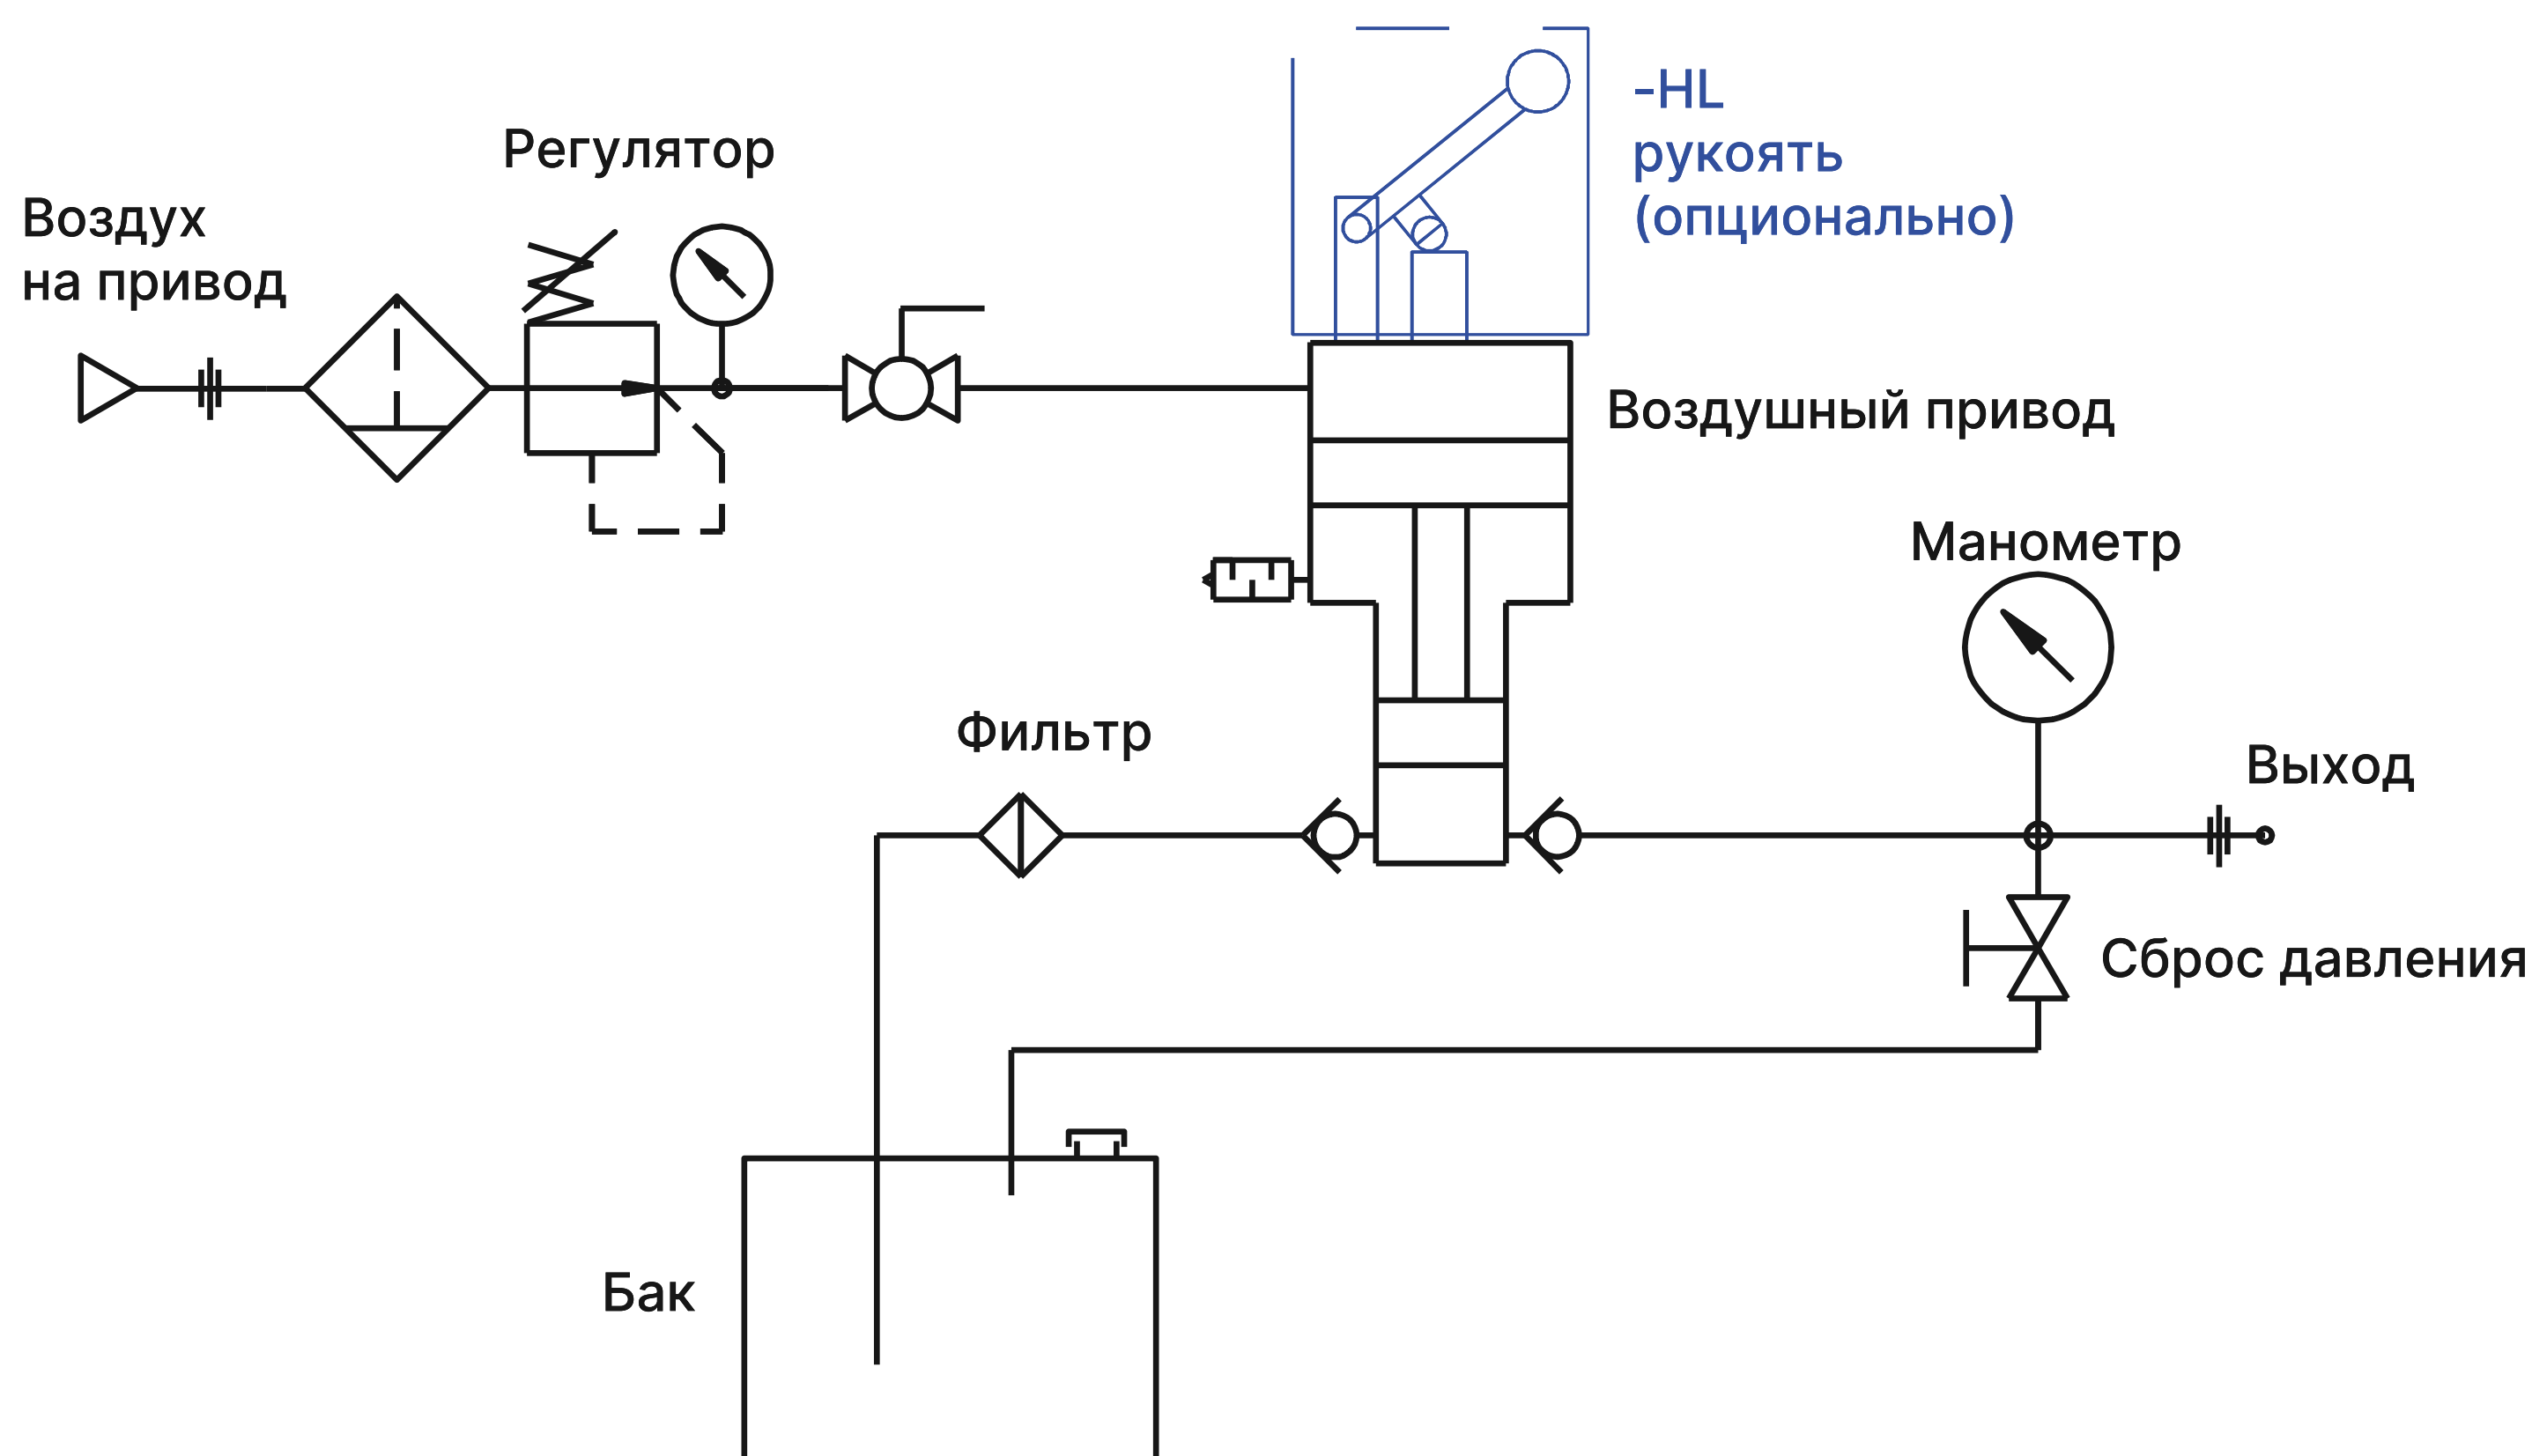 -HL
рукоять
(опционально)
Регулятор
Воздух
на привод
Воздушный привод
Манометр
Фильтр
Выход
Сброс давления
Бак